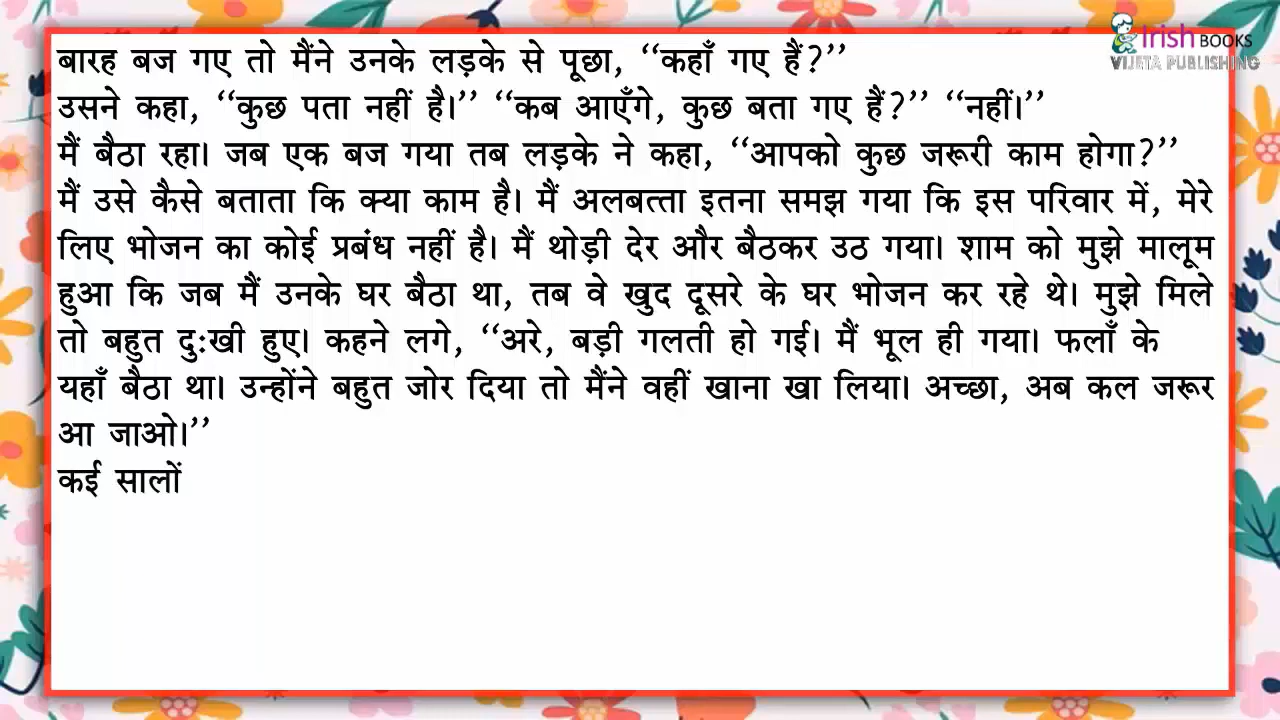 Irish BOOKS
VIJETA PUBLISHING
बारह बज गए तो मैंने उनके लड़के से पूछा, ‘‘कहाँ गए हैं?’’
उसने कहा, ‘‘कुछ पता नहीं है।’’ ‘‘कब आएँगे, कुछ बता गए हैं?’’ ‘‘नहीं।’’
मैं बैठा रहा। जब एक बज गया तब लड़के ने कहा, ‘‘आपको कुछ जरूरी काम होगा?’’
मैं उसे कैसे बताता कि क्या काम है। मैं अलबत्ता इतना समझ गया कि इस परिवार में, मेरे
लिए भोजन का कोई प्रबंध नहीं है। मैं थोड़ी देर और बैठकर उठ गया। शाम को मुझे मालूम
हुआ कि जब मैं उनके घर बैठा था, तब वे खुद दूसरे के घर भोजन कर रहे थे। मुझे मिले
तो बहुत दुःखी हुए। कहने लगे, ‘‘अरे, बड़ी गलती हो गई। मैं भूल ही गया। फलाँ के
यहाँ बैठा था। उन्होंने बहुत जोर दिया तो मैंने वहीं खाना खा लिया। अच्छा, अब कल जरूर
आ जाओ।’’
कई सालों